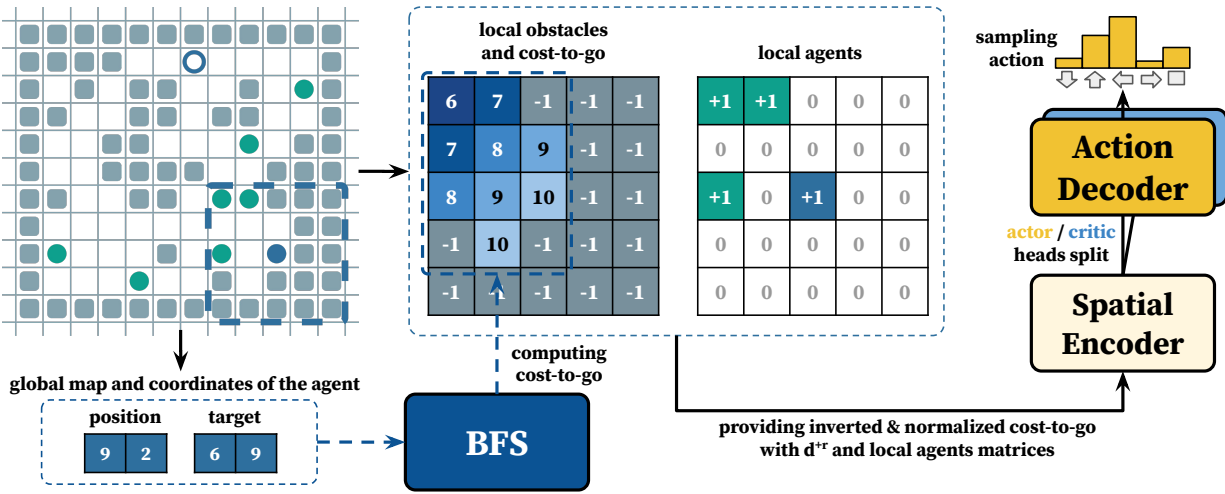 local obstacles
and cost-to-go
local agents
6 7 -1 -1 -1
7 8 9 -1 -1
8 9 10 -1 -1
-1 10 -1 -1 -1
-1 -1 -1 -1 -1
+1 +1 0 0 0
0 0 0 0 0
+1 0 +1 0 0
0 0 0 0 0
0 0 0 0 0
sampling
action
Action
Decoder
actor / critic
heads split
Spatial
Encoder
global map and coordinates of the agent
position
9 2
target
6 9
BFS
computing
cost-to-go
providing inverted & normalized cost-to-go
with d+r and local agents matrices